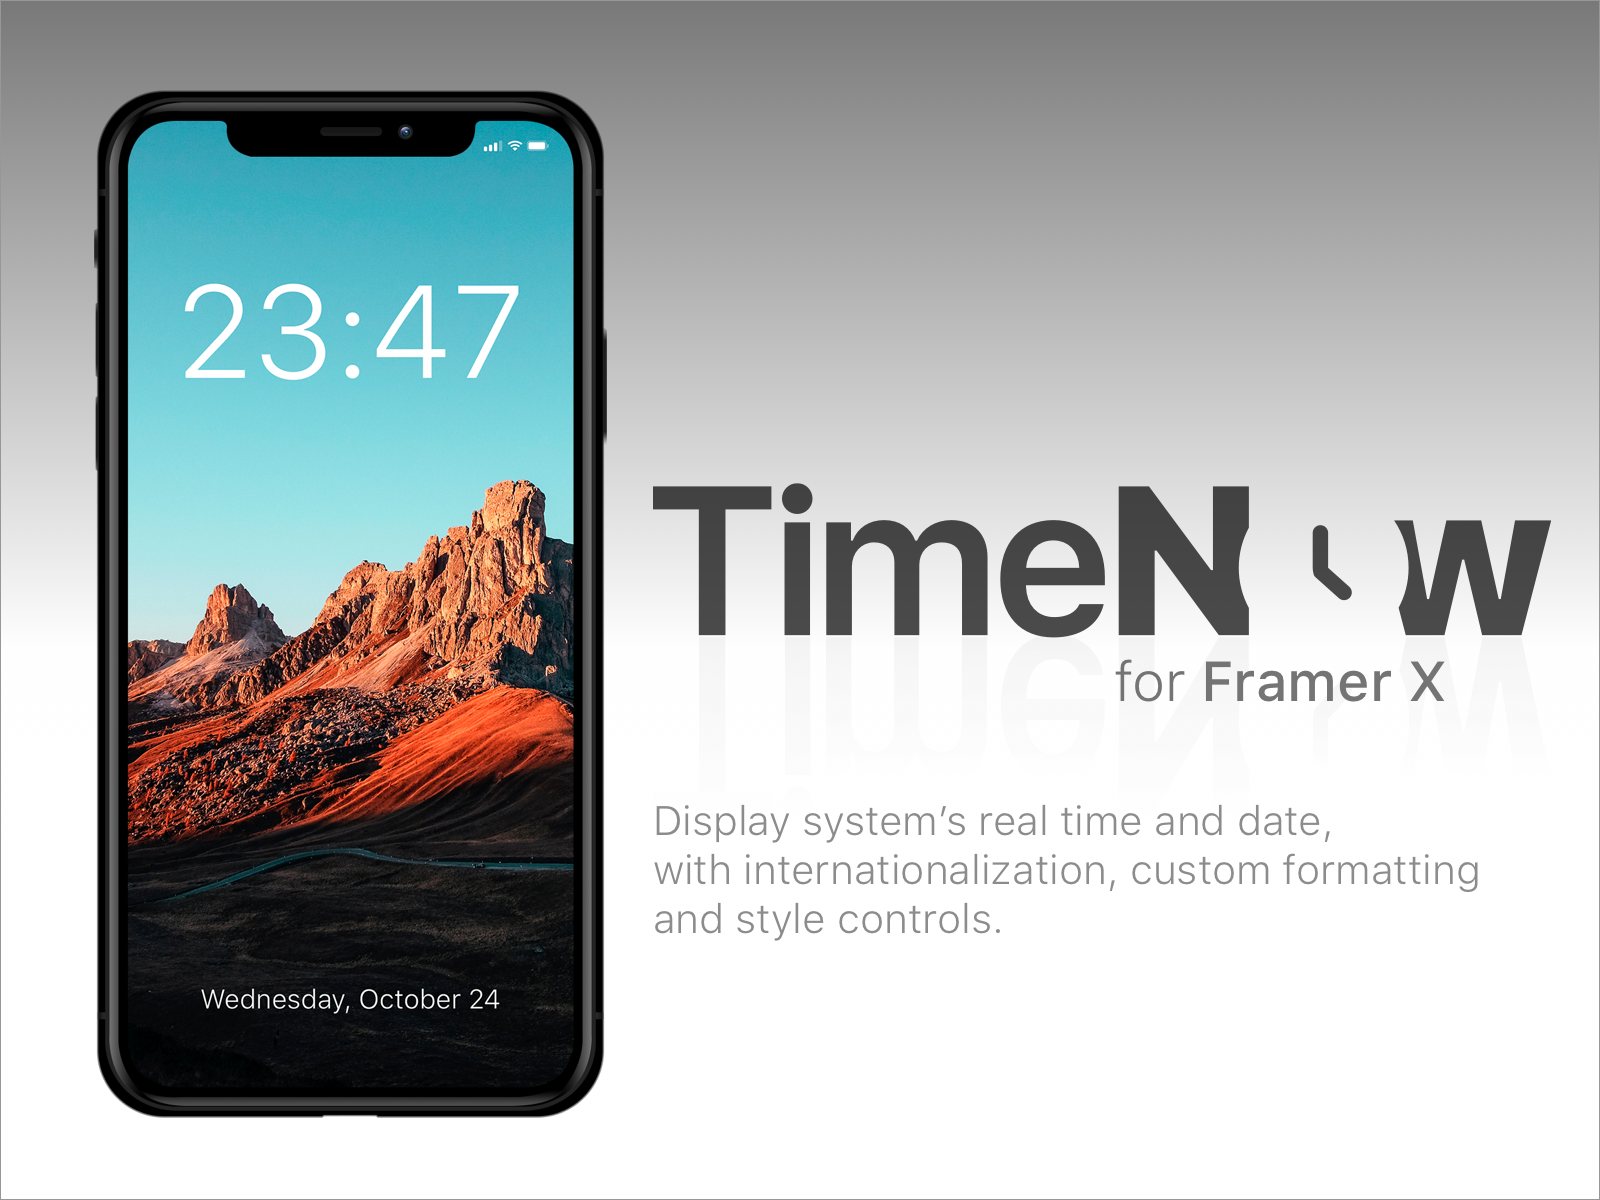 23:47
Wednesday, October 24
TimeNow
for Framer X
Display system’s real time and date,
with internationalization, custom formatting
and style controls.